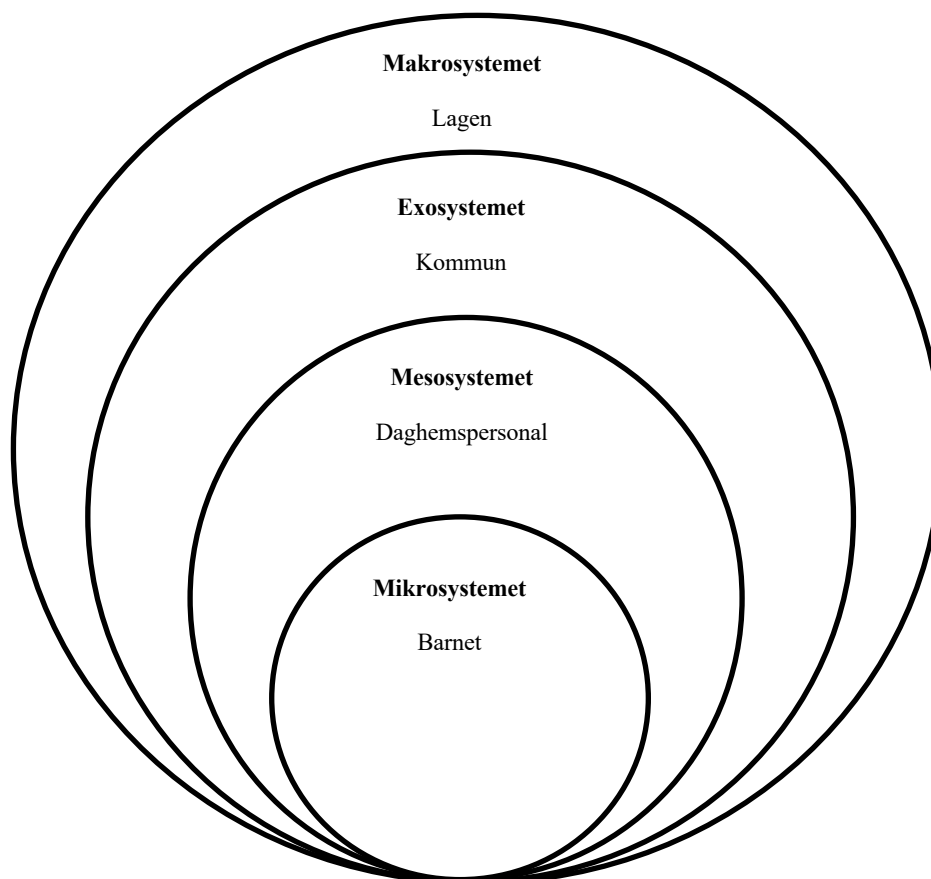 Makrosystemet
Lagen
Exosystemet
Kommun
Mesosystemet
Daghemspersonal
Mikrosystemet
Barnet